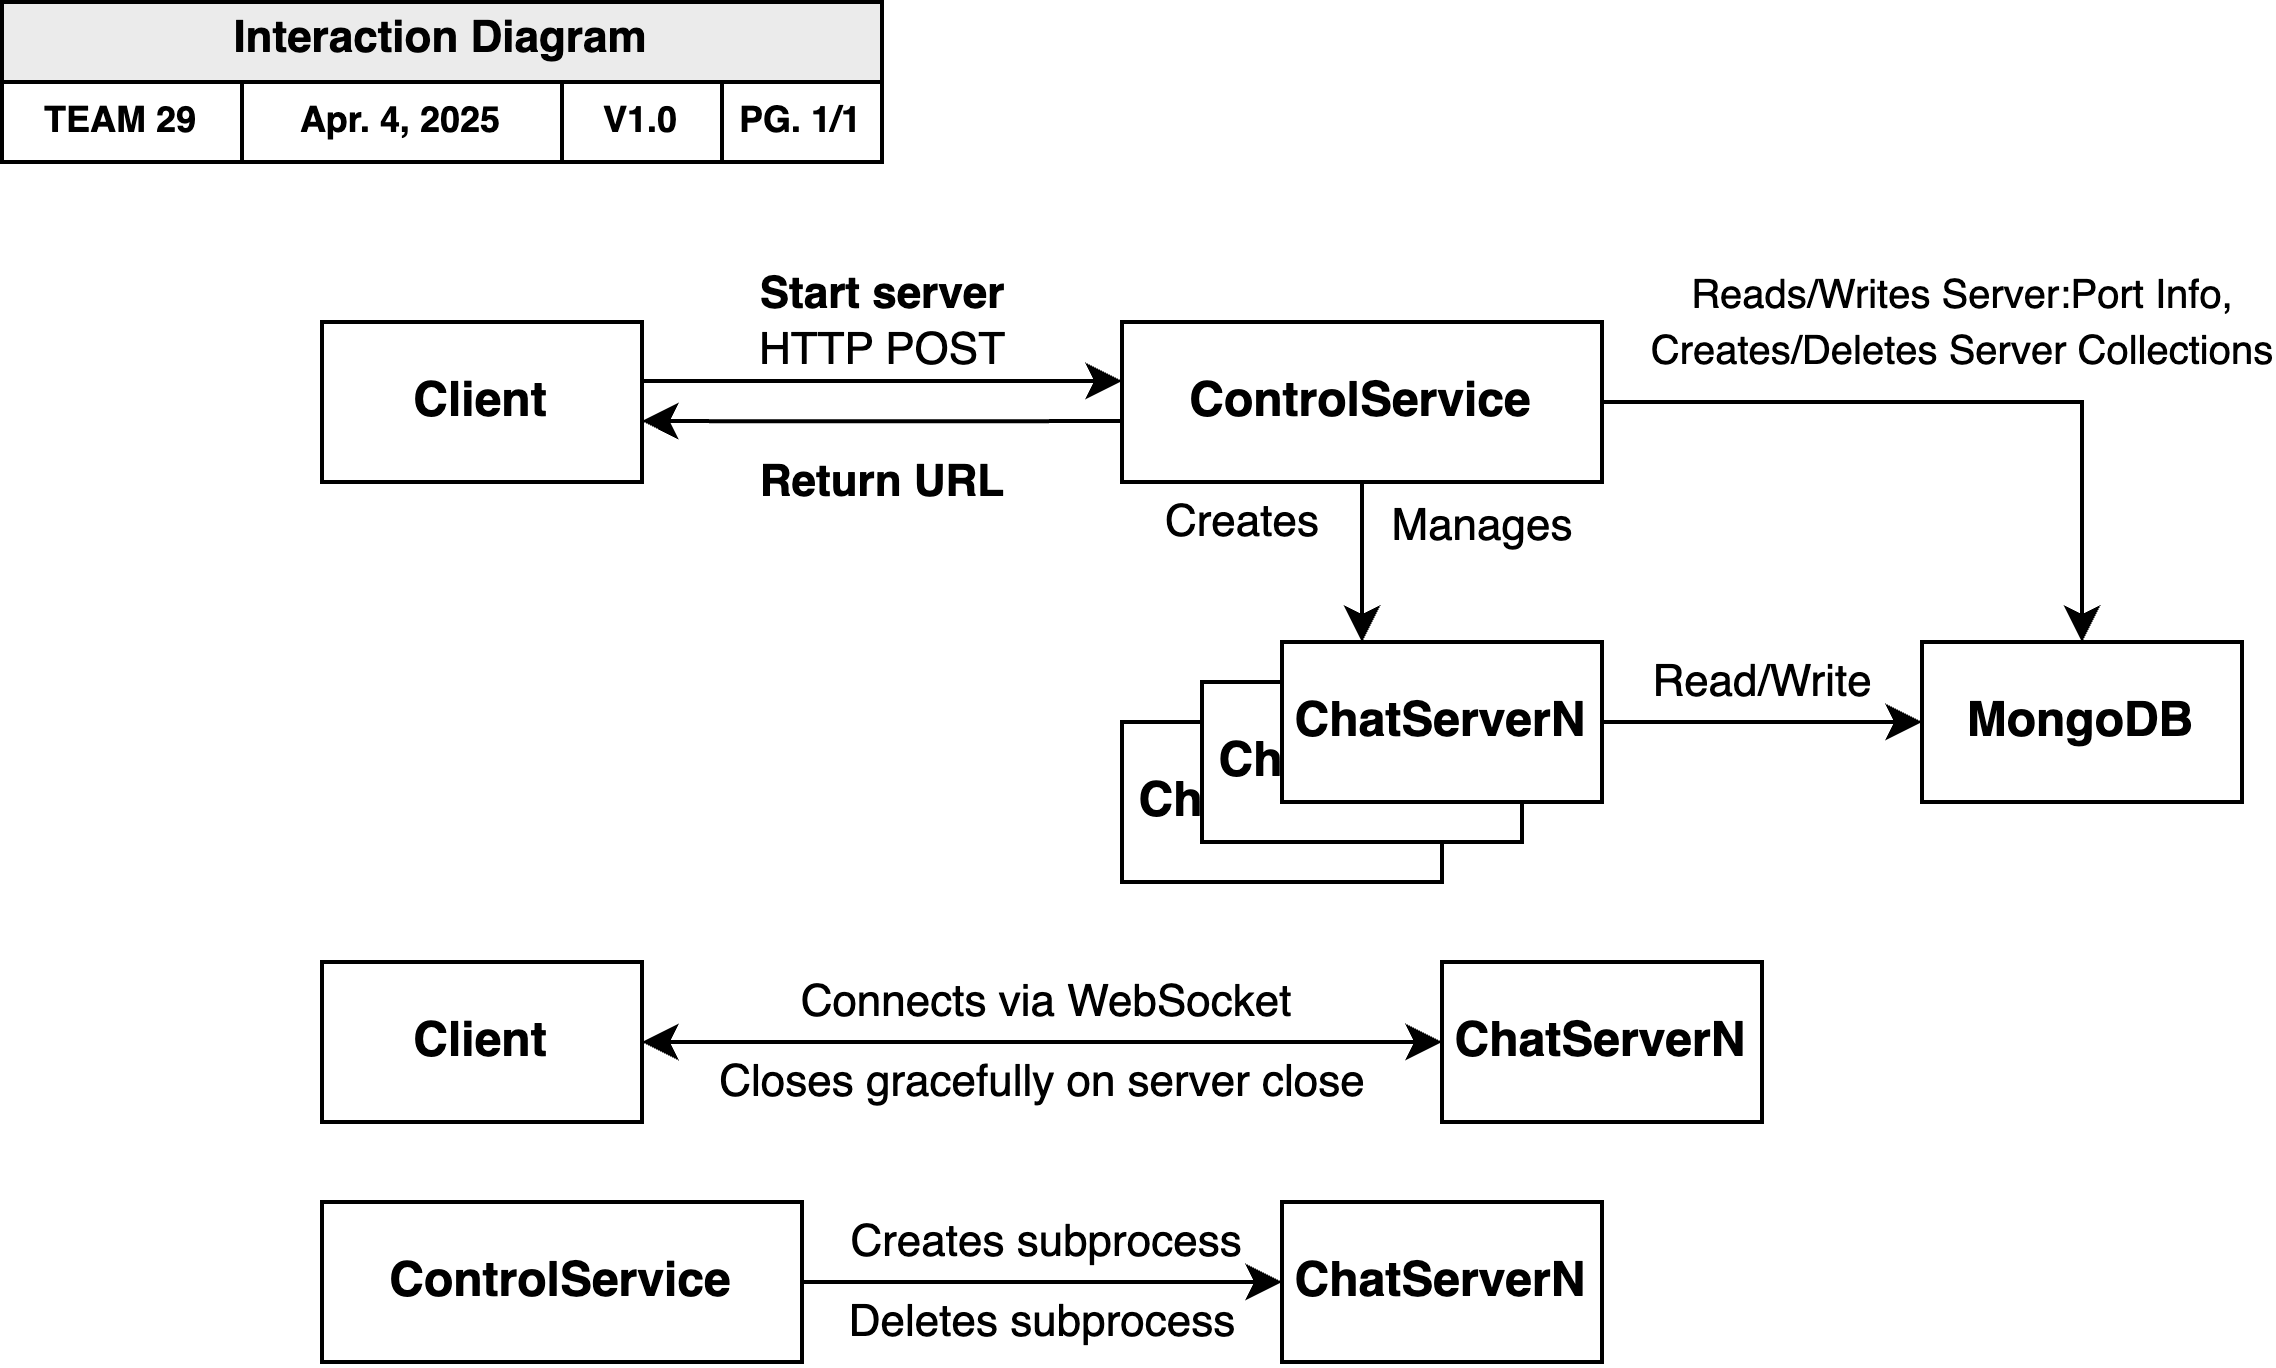 Interaction Diagram
TEAM 29
Apr. 4, 2025
V1.0
PG. 1/1
Start server
HTTP POST
Reads/Writes Server:Port Info,
Creates/Deletes Server Collections
Client
ControlService
Return URL
Creates
Manages
Read/Write
ChatServerN
MongoDB
Ch
Ch
Connects via WebSocket
Client
ChatServerN
Closes gracefully on server close
Creates subprocess
ControlService
ChatServerN
Deletes subprocess